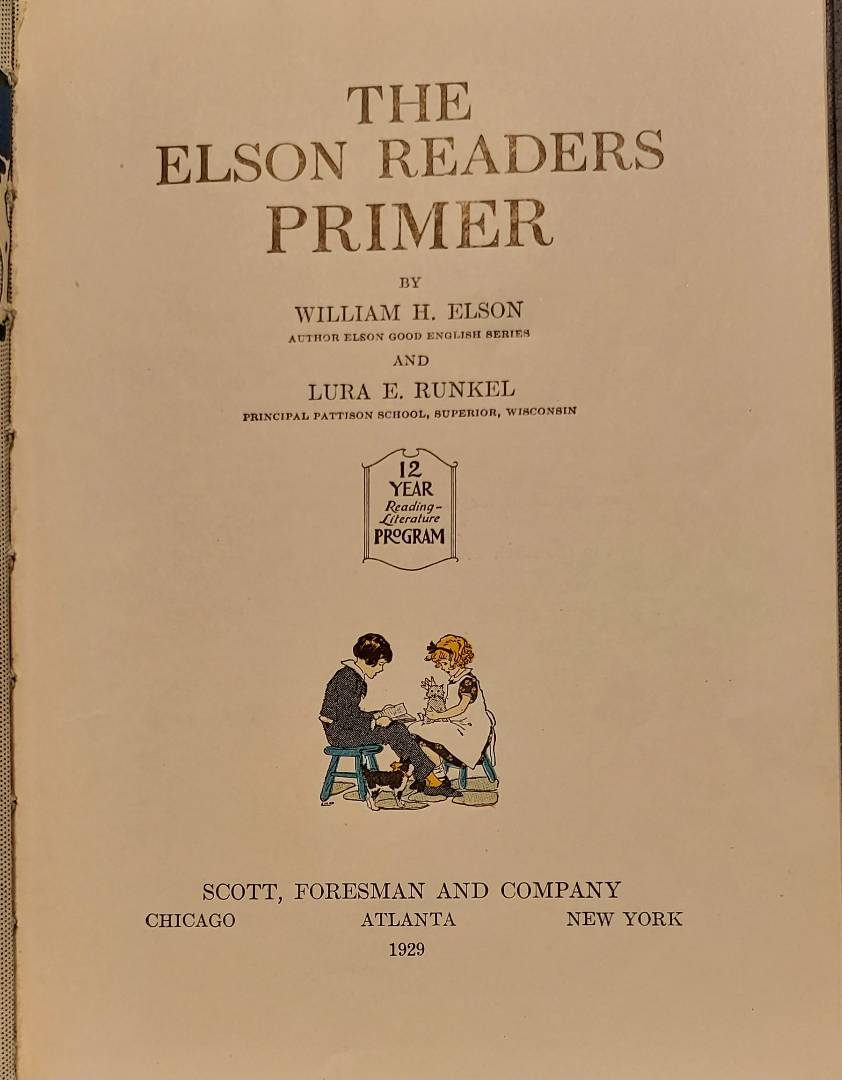 THE
ELSON READERS
PRIMER
BY
WILLIAM H. ELSON
AUTHOR ELSON GOOD ENGLISH SERIES
AND
LURA E. RUNKEL
PRINCIPAL PATTISON SCHOOL, SUPERIOR, WISCONSIN
12
YEAR
Reading-
Literature
PROGRAM
SCOTT, FORESMAN AND COMPANY
CHICAGO ATLANTA NEW YORK
1929